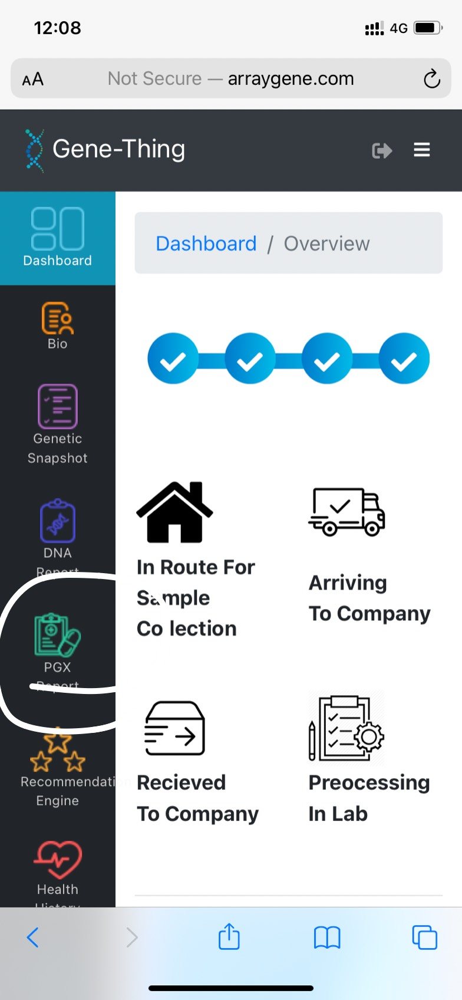 12:08
4G
AA Not Secure — arraygene.com
Gene-Thing
Dashboard / Overview
Dashboard
Bio
Genetic
Snapshot
DNA
Report
PGX
Report
Recommendati
Engine
Health
History
In Route For
Sample
Co lection
Arriving
To Company
Recieved
To Company
Preocessing
In Lab